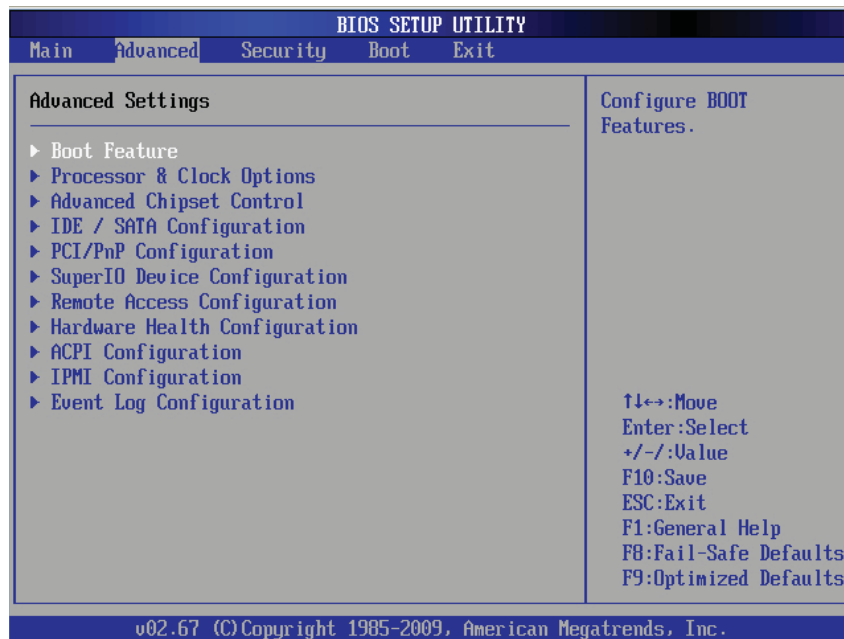 BIOS SETUP UTILITY
Main Advanced Security Boot Exit
Advanced Settings
▶ Boot Feature
▶ Processor & Clock Options
▶ Advanced Chipset Control
▶ IDE / SATA Configuration
▶ PCI/PnP Configuration
▶ SuperIO Device Configuration
▶ Remote Access Configuration
▶ Hardware Health Configuration
▶ ACPI Configuration
▶ IPMI Configuration
▶ Event Log Configuration
Configure BOOT
Features.
↑↓←→:Move
Enter:Select
+/-/:Value
F10:Save
ESC:Exit
F1:General Help
F8:Fail-Safe Defaults
F9:Optimized Defaults
v02.67 (C)Copyright 1985-2009, American Megatrends, Inc.